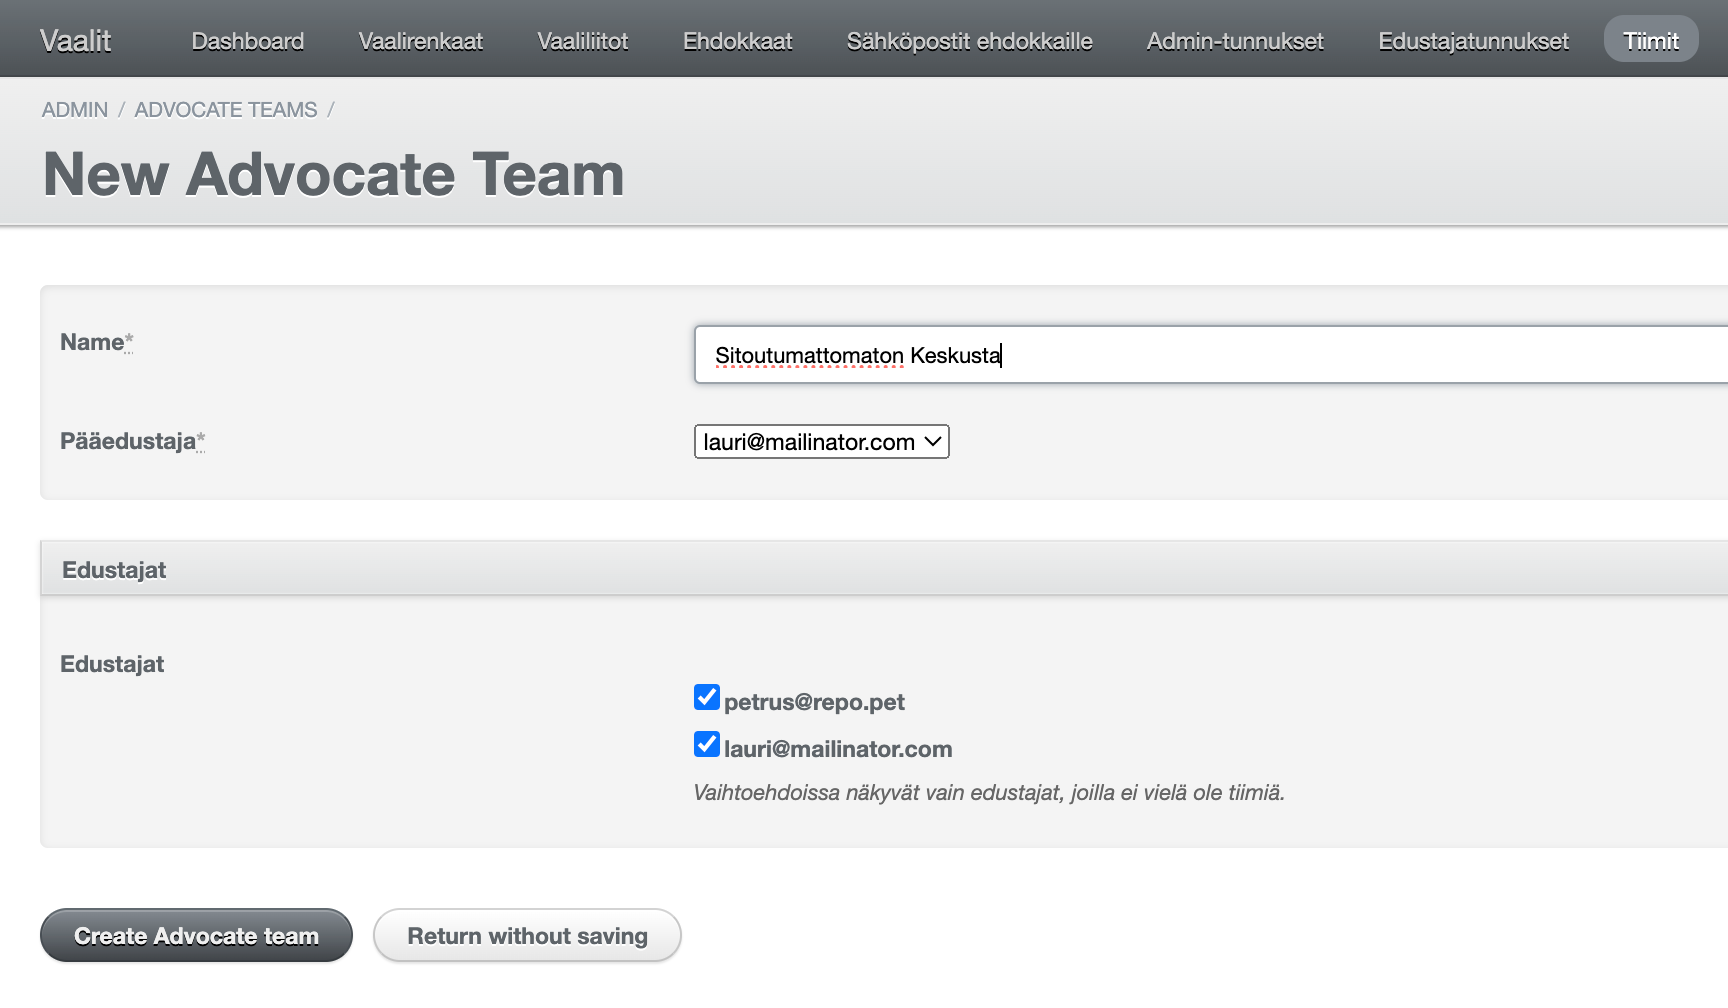 Vaalit Dashboard Vaalirenkaat Vaaliliitot Ehdokkaat Sähköpostit ehdokkaille Admin-tunnukset Edustajatunnukset Tiimit
ADMIN / ADVOCATE TEAMS /
New Advocate Team
Name* Sitoutumattomaton Keskusta
Pääedustaja* lauri@mailinator.com
Edustajat
Edustajat
petrus@repo.pet
lauri@mailinator.com
Vaihtoehdoissa näkyvät vain edustajat, joilla ei vielä ole tiimiä.
Create Advocate team Return without saving